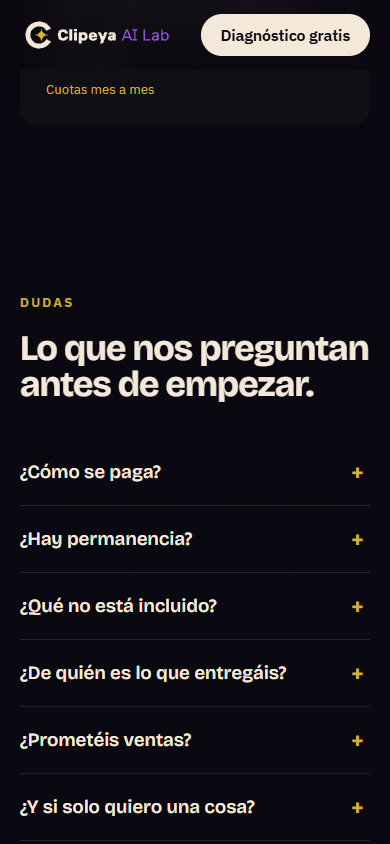 Clipeya AI Lab
Diagnóstico gratis
Cuotas mes a mes
DUDAS
Lo que nos preguntan
antes de empezar.
¿Cómo se paga? +
¿Hay permanencia? +
¿Qué no está incluido? +
¿De quién es lo que entregáis? +
¿Prometéis ventas? +
¿Y si solo quiero una cosa? +